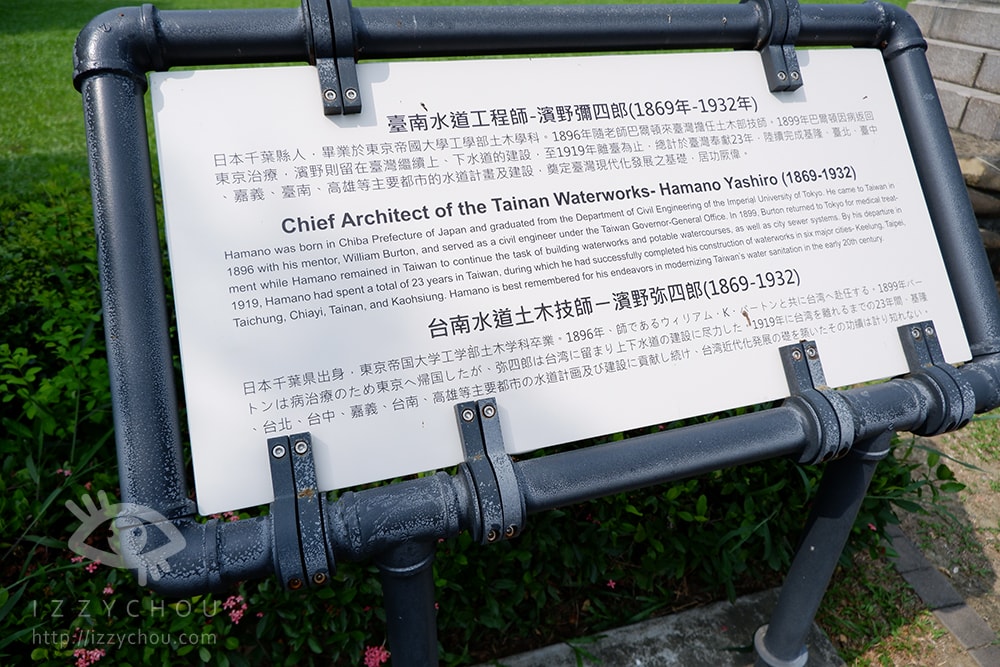 臺南水道工程師-濱野彌四郎(1869年-1932年)
日本千葉縣人，畢業於東京帝國大學工學部土木學科。1896年隨老師巴爾頓來臺灣擔任土木部技師，1899年巴爾頓因病返回
東京治療，濱野則留在臺灣繼續上、下水道的建設，至1919年離臺為止，總計於臺灣奉獻23年，陸續完成基隆、臺北、臺中
、嘉義、臺南、高雄等主要都市的水道計畫及建設，奠定臺灣現代化發展之基礎，居功厥偉。
Chief Architect of the Tainan Waterworks- Hamano Yashiro (1869-1932)
Hamano was born in Chiba Prefecture of Japan and graduated from the Department of Civil Engineering of the Imperial University of Tokyo. He came to Taiwan in
1896 with his mentor, William Burton, and served as a civil engineer under the Taiwan Governor-General Office. In 1899, Burton returned to Tokyo for medical treat-
ment while Hamano remained in Taiwan to continue the task of building waterworks and potable watercourses, as well as city sewer systems. By his departure in
1919, Hamano had spent a total of 23 years in Taiwan, during which he had successfully completed his construction of waterworks in six major cities- Keelung, Taipei,
Taichung, Chiayi, Tainan, and Kaohsiung. Hamano is best remembered for his endeavors in modernizing Taiwan's water sanitation in the early 20th century.
台南水道土木技師－濱野弥四郎(1869-1932)
日本千葉県出身，東京帝国大学工学部土木学科卒業。1896年，師であるウィリアム・K・バートンと共に台湾へ赴任する，1899年バー
トンは病治療のため東京へ帰国したが、弥四郎は台湾に留まり上下水道の建設に尽力した，1919年に台湾を離れるまでの23年間，基隆
、台北、台中、嘉義、台南、高雄等主要都市の水道計画及び建設に貢献し続け，台湾近代化発展の礎を築いたその功績は計り知れない。
IZZYCHOU
http://izzychou.com